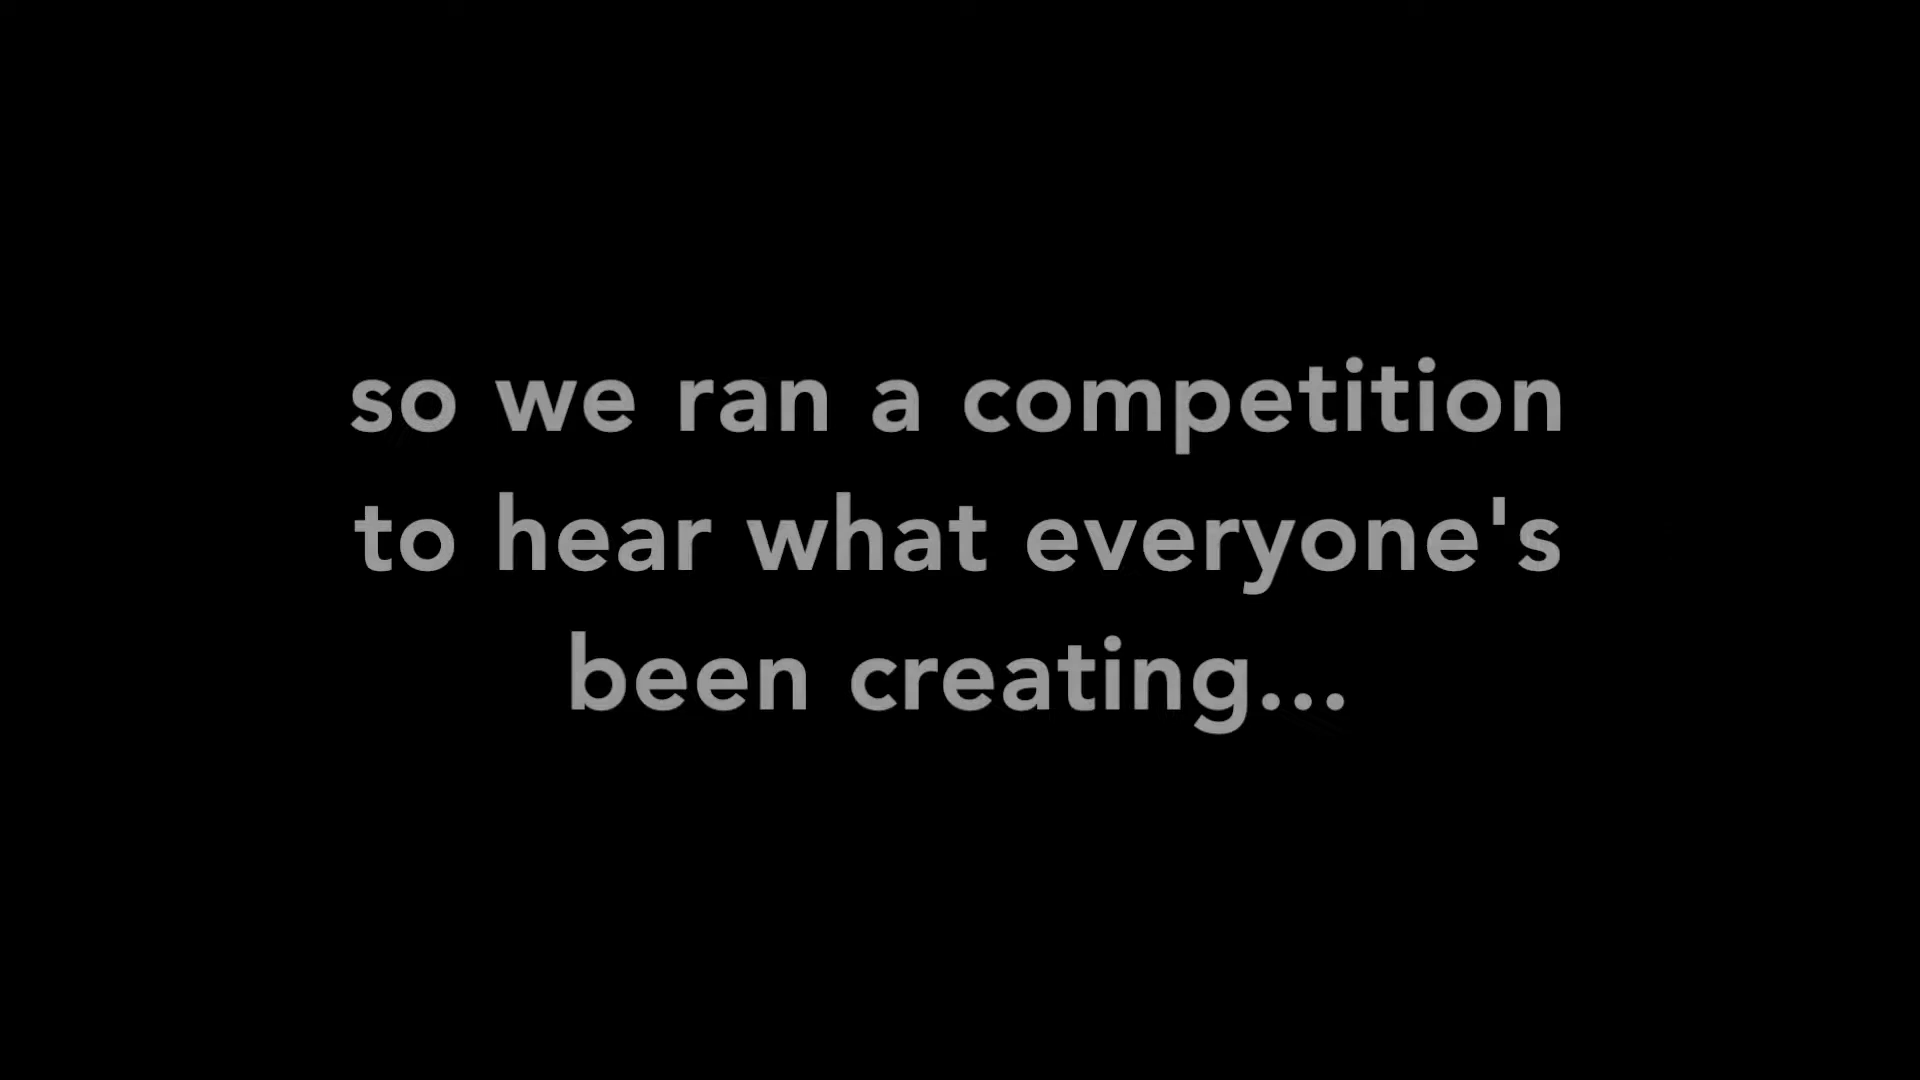 so we ran a competition
to hear what everyone's
been creating...